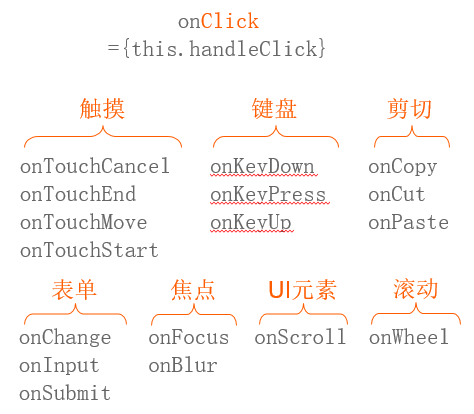 onClick
={this.handleClick}
触摸 键盘 剪切
onTouchCancel onKeyDown onCopy
onTouchEnd onKeyPress onCut
onTouchMove onKeyUp onPaste
onTouchStart
表单 焦点 UI元素 滚动
onChange onFocus onScroll onWheel
onInput onBlur
onSubmit